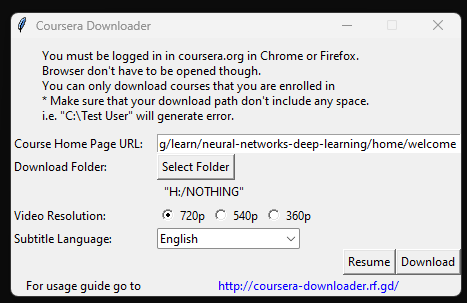 Coursera Downloader
You must be logged in in coursera.org in Chrome or Firefox.
Browser don't have to be opened though.
You can only download courses that you are enrolled in
* Make sure that your download path don't include any space.
i.e. "C:\Test User" will generate error.
Course Home Page URL: g/learn/neural-networks-deep-learning/home/welcome
Download Folder: Select Folder
"H:/NOTHING"
Video Resolution: 720p 540p 360p
Subtitle Language: English
Resume Download
For usage guide go to http://coursera-downloader.rf.gd/